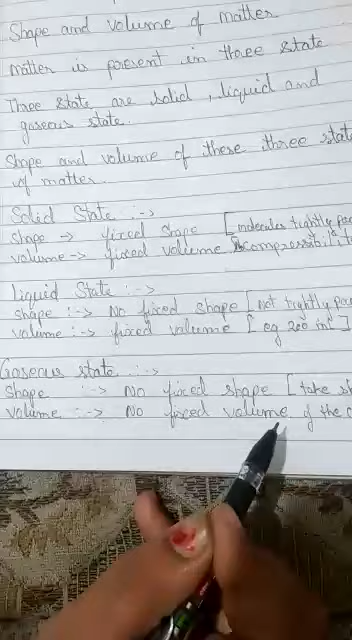 Shape and volume of matter
matter is present in three state
Three state are solid, liquid and
gaseous state.
Shape and volume of these three stat
of matter.
Solid State :->
shape -> fixed shape [molecules tightly pac
volume -> fixed volume
Liquid State :->
shape :-> No fixed shape [not tightly pac
volume :-> fixed volume [eg 200 ml]
Gaseous state :->
shape :-> No fixed shape [take sh
volume :-> No fixed volume of the c